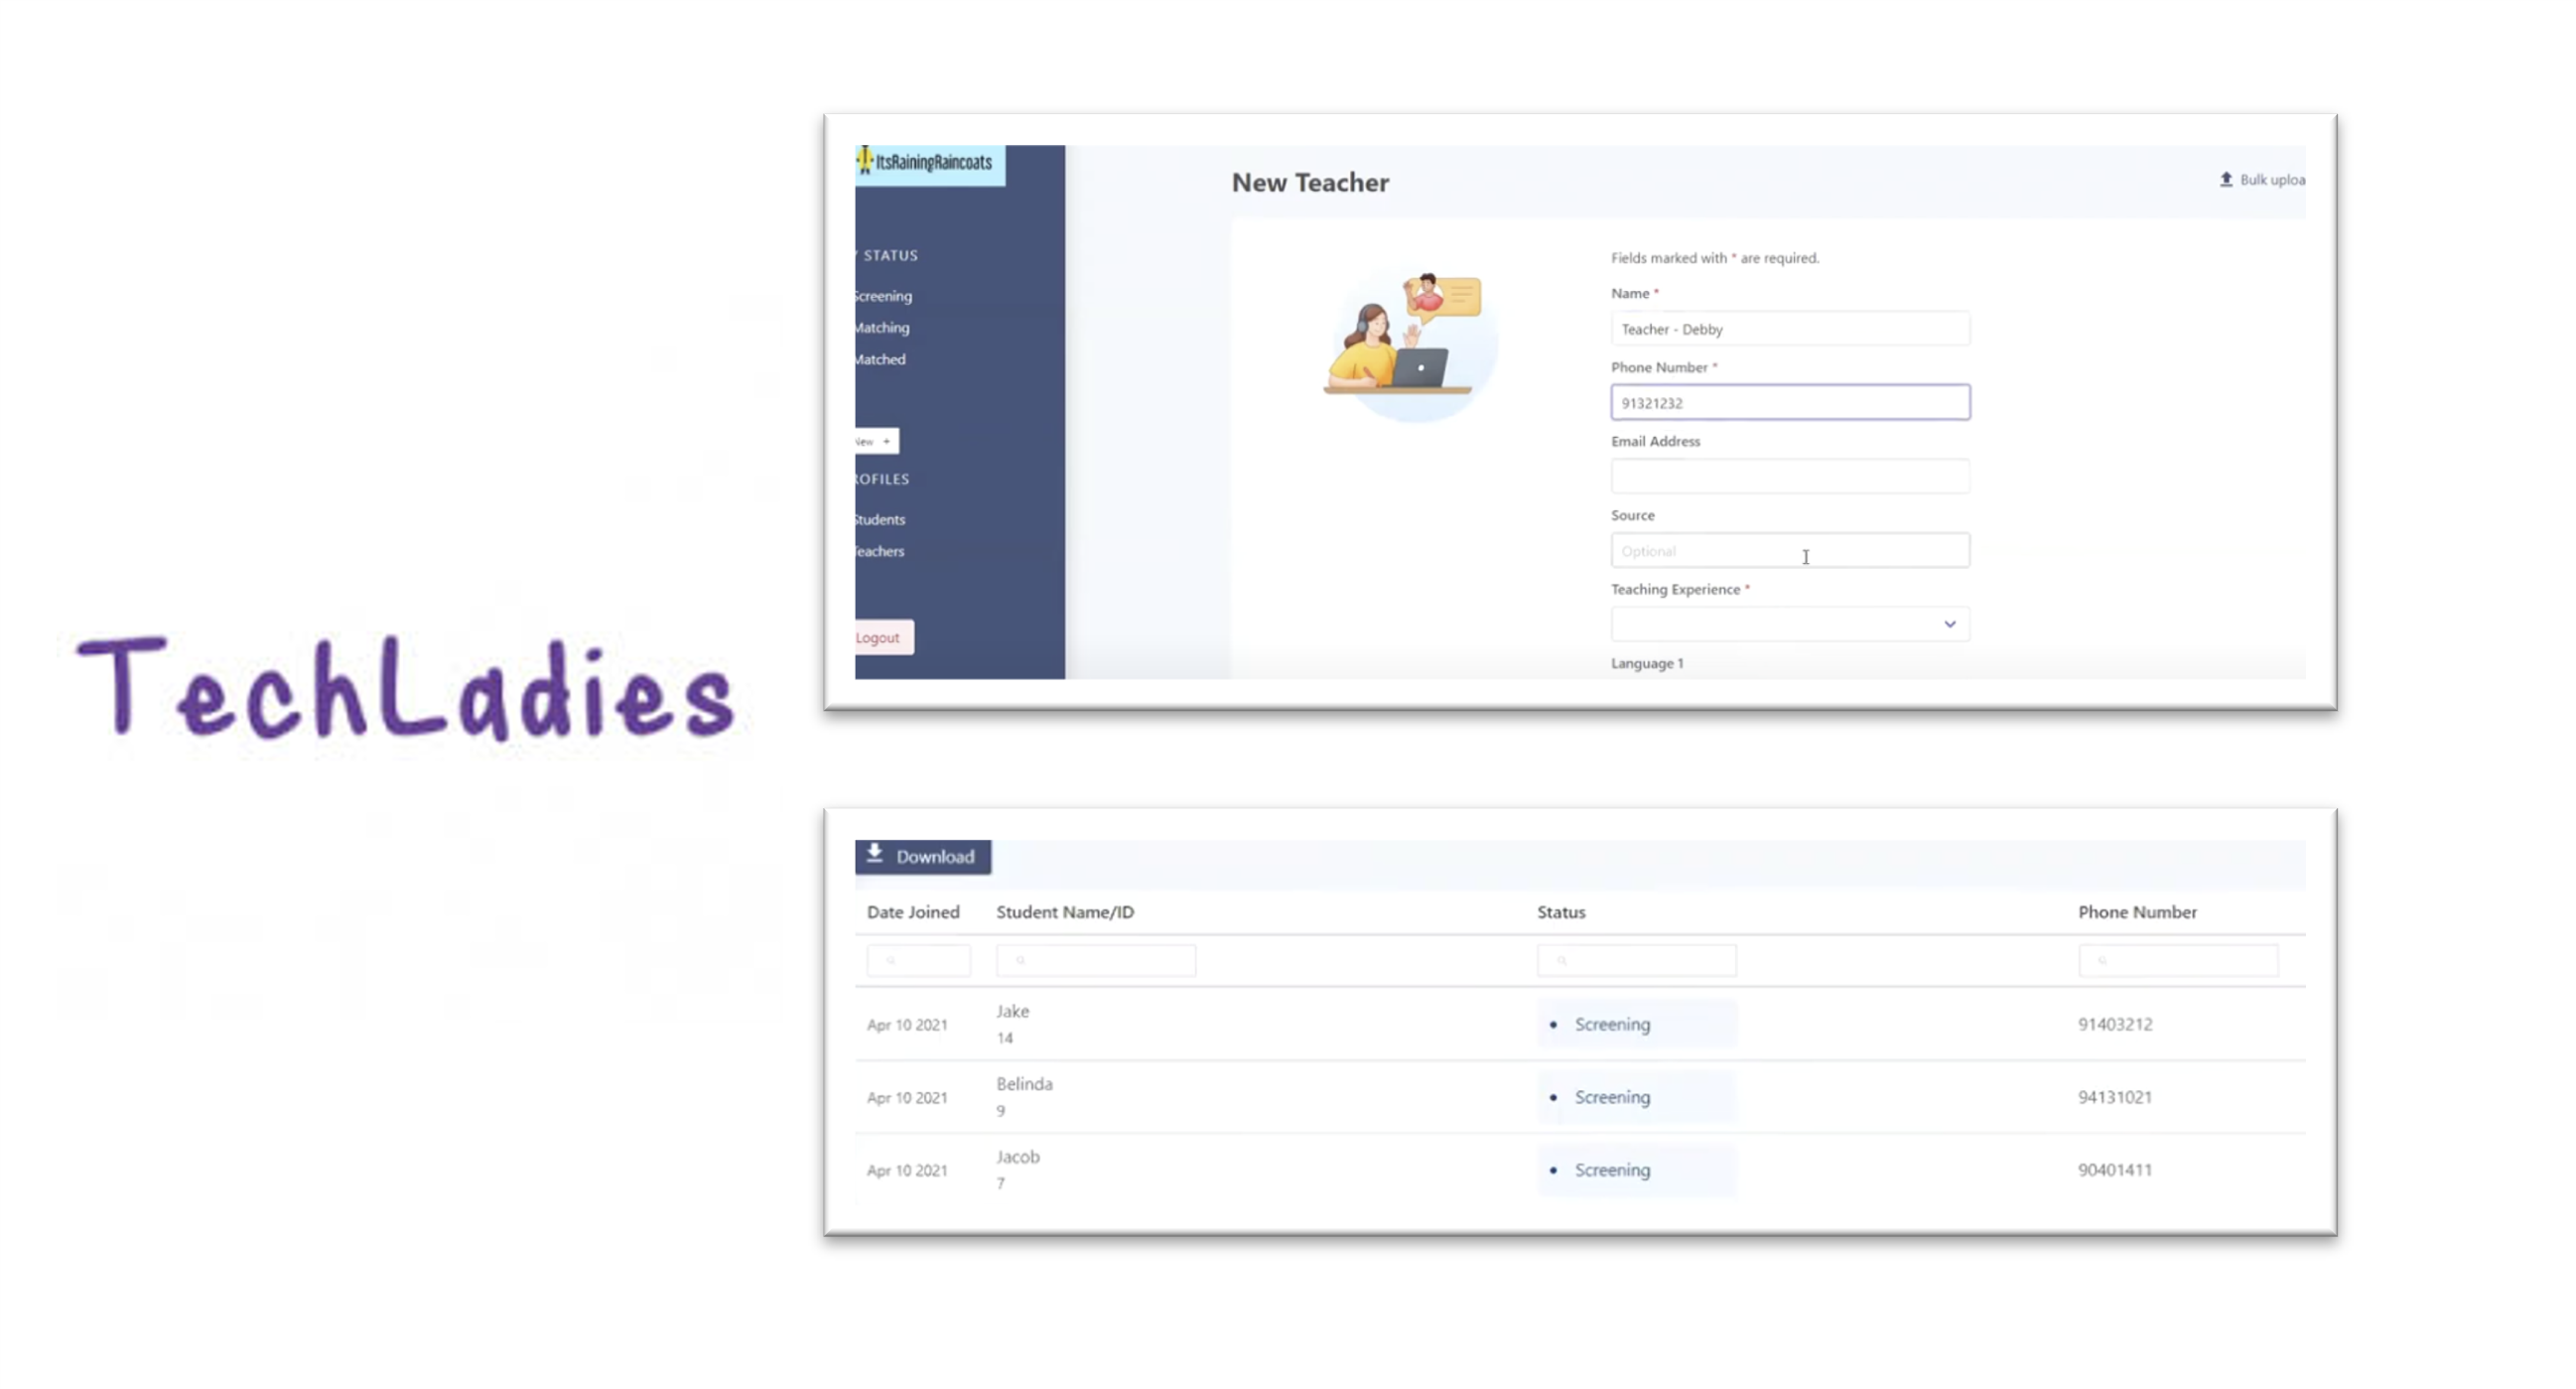 TechLadies
ItsRainingRaincoats
STATUS
Screening
Matching
Matched
New +
ROFILES
Students
Teachers
Logout
New Teacher
Bulk uploa
Fields marked with * are required.
Name *
Teacher - Debby
Phone Number *
91321232
Email Address
Source
Optional
Teaching Experience *
Language 1
Download
Date Joined Student Name/ID Status Phone Number
Apr 10 2021 Jake 14 Screening 91403212
Apr 10 2021 Belinda 9 Screening 94131021
Apr 10 2021 Jacob 7 Screening 90401411